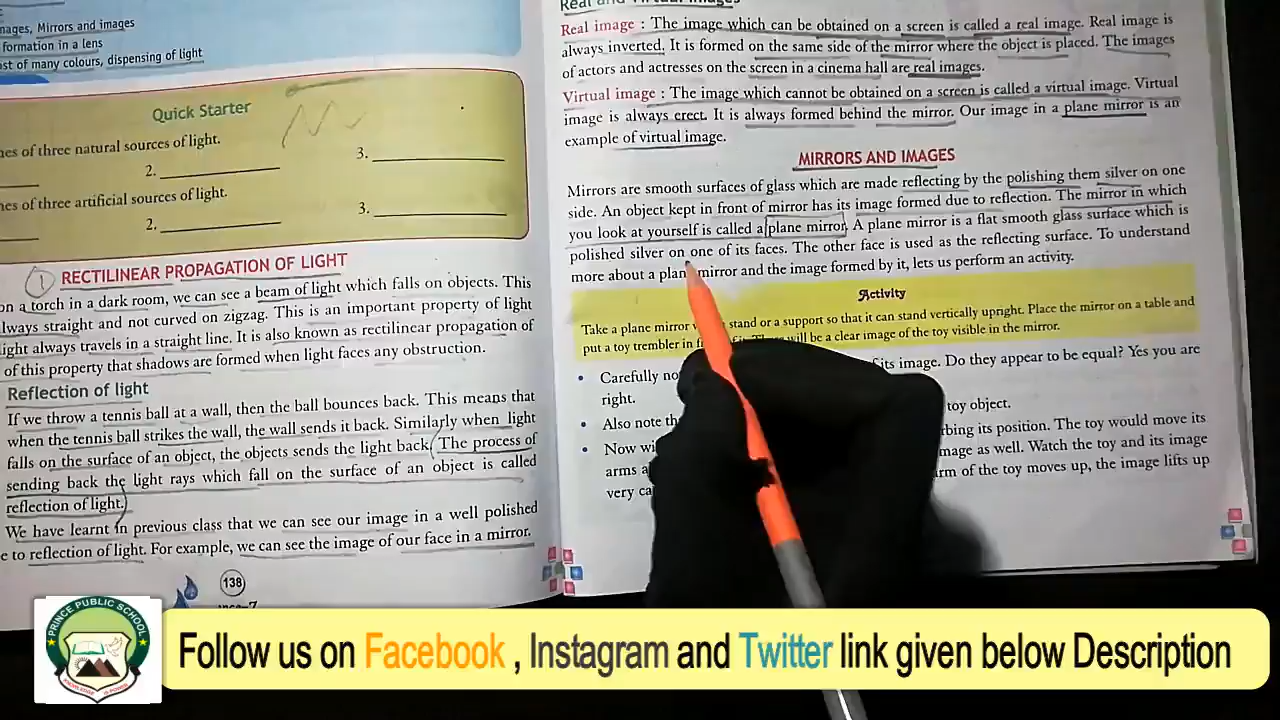 nages, Mirrors and images
formation in a lens
ost of many colours, dispensing of light
Quick Starter
nes of three natural sources of light.
2.
3.
nes of three artificial sources of light.
2.
3.
1 RECTILINEAR PROPAGATION OF LIGHT
on a torch in a dark room, we can see a beam of light which falls on objects. This
lways straight and not curved on zigzag. This is an important property of light
light always travels in a straight line. It is also known as rectilinear propagation of
of this property that shadows are formed when light faces any obstruction.
Reflection of light
If we throw a tennis ball at a wall, then the ball bounces back. This means that
when the tennis ball strikes the wall, the wall sends it back. Similarly when light
falls on the surface of an object, the objects sends the light back. The process of
sending back the light rays which fall on the surface of an object is called
reflection of light.
We have learnt in previous class that we can see our image in a well polished
e to reflection of light. For example, we can see the image of our face in a mirror.
138
Real and Virtual images
Real image : The image which can be obtained on a screen is called a real image. Real image is
always inverted. It is formed on the same side of the mirror where the object is placed. The images
of actors and actresses on the screen in a cinema hall are real images.
Virtual image : The image which cannot be obtained on a screen is called a virtual image. Virtual
image is always erect. It is always formed behind the mirror. Our image in a plane mirror is an
example of virtual image.
MIRRORS AND IMAGES
Mirrors are smooth surfaces of glass which are made reflecting by the polishing them silver on one
side. An object kept in front of mirror has its image formed due to reflection. The mirror in which
you look at yourself is called a plane mirror. A plane mirror is a flat smooth glass surface which is
polished silver on one of its faces. The other face is used as the reflecting surface. To understand
more about a plane mirror and the image formed by it, lets us perform an activity.
Activity
Take a plane mirror stand or a support so that it can stand vertically upright. Place the mirror on a table and
put a toy trembler in will be a clear image of the toy visible in the mirror.
• Carefully no its image. Do they appear to be equal? Yes you are
right.
• Also note th toy object.
• Now wi rbing its position. The toy would move its
arms a mage as well. Watch the toy and its image
very ca rm of the toy moves up, the image lifts up
PRINCE PUBLIC SCHOOL
KNOWLEDGE IS POWER
Follow us on Facebook , Instagram and Twitter link given below Description